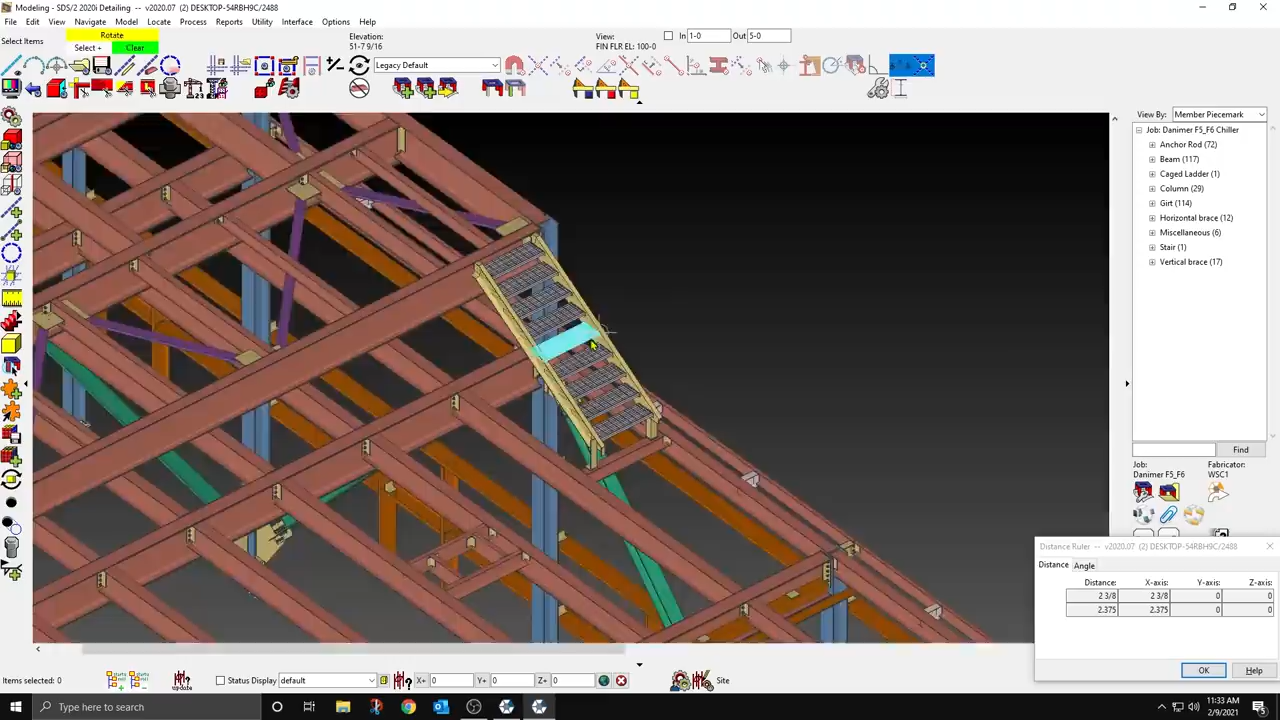 Modeling -- SDS/2 2020i Detailing -- v2020.07 (2) DESKTOP-54RBH9C/2488
File Edit View Navigate Model Locate Process Reports Utility Interface Options Help
Select Items
Rotate
Select +
Clear
Elevation:
51-7 9/16
View:
FIN FLR EL: 100-0
In 1-0 Out 5-0
Legacy Default
View By: Member Piecemark
Job: Danimer F5_F6 Chiller
Anchor Rod (72)
Beam (117)
Caged Ladder (1)
Column (29)
Girt (114)
Horizontal brace (12)
Miscellaneous (6)
Stair (1)
Vertical brace (17)
Find
Job: Fabricator:
Danimer F5_F6 WSC1
Distance Ruler -- v2020.07 (2) DESKTOP-54RBH9C/2488
Distance Angle
Distance: X-axis: Y-axis: Z-axis:
2 3/8 2 3/8 0 0
2.375 2.375 0 0
OK Help
Items selected: 0
update
Status Display default
X+ 0 Y+ 0 Z+ 0
Site
Type here to search
11:33 AM
2/9/2021